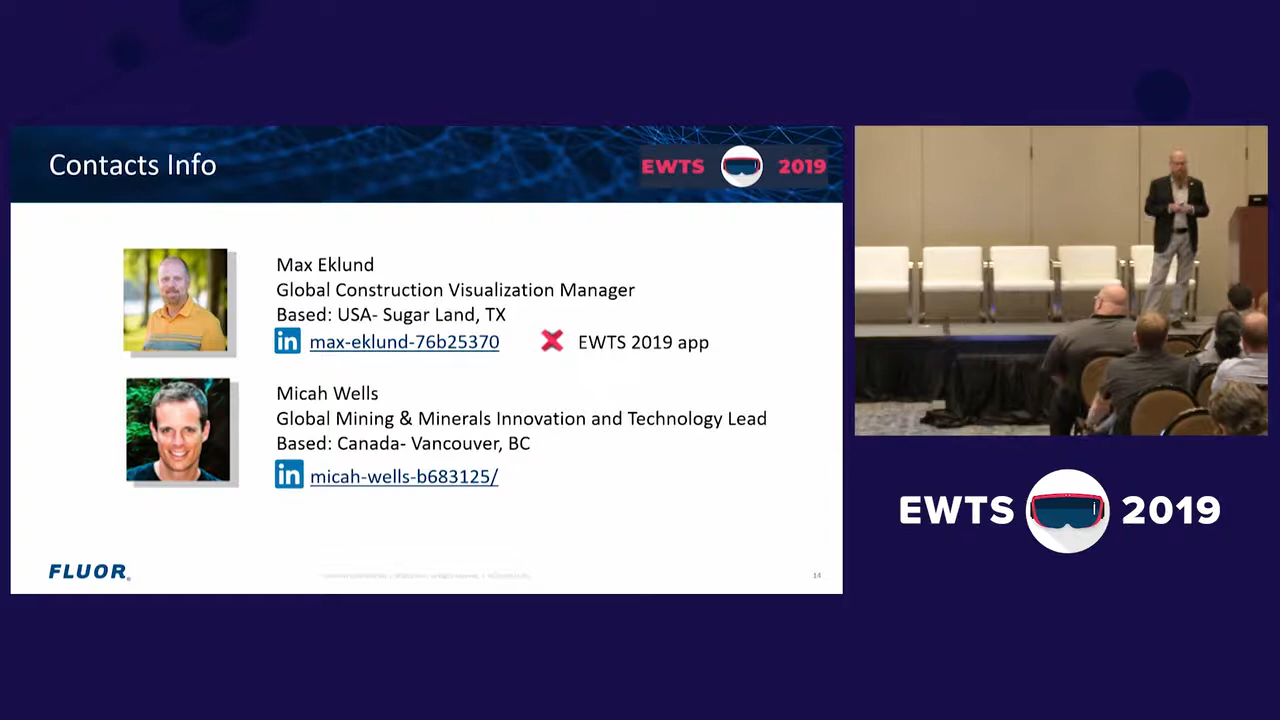 Contacts Info
EWTS 2019
Max Eklund
Global Construction Visualization Manager
Based: USA- Sugar Land, TX
in max-eklund-76b25370
EWTS 2019 app
Micah Wells
Global Mining & Minerals Innovation and Technology Lead
Based: Canada- Vancouver, BC
in micah-wells-b683125/
FLUOR®
14
EWTS 2019